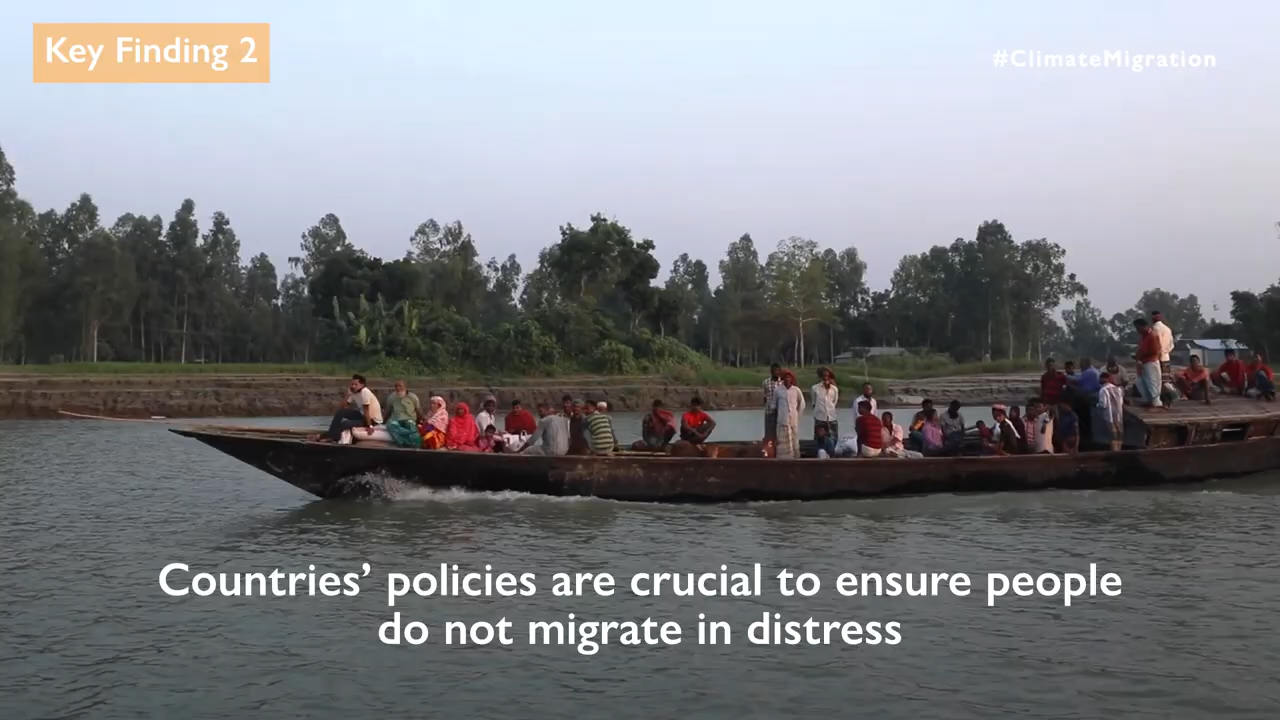 Key Finding 2
#ClimateMigration
Countries’ policies are crucial to ensure people
do not migrate in distress